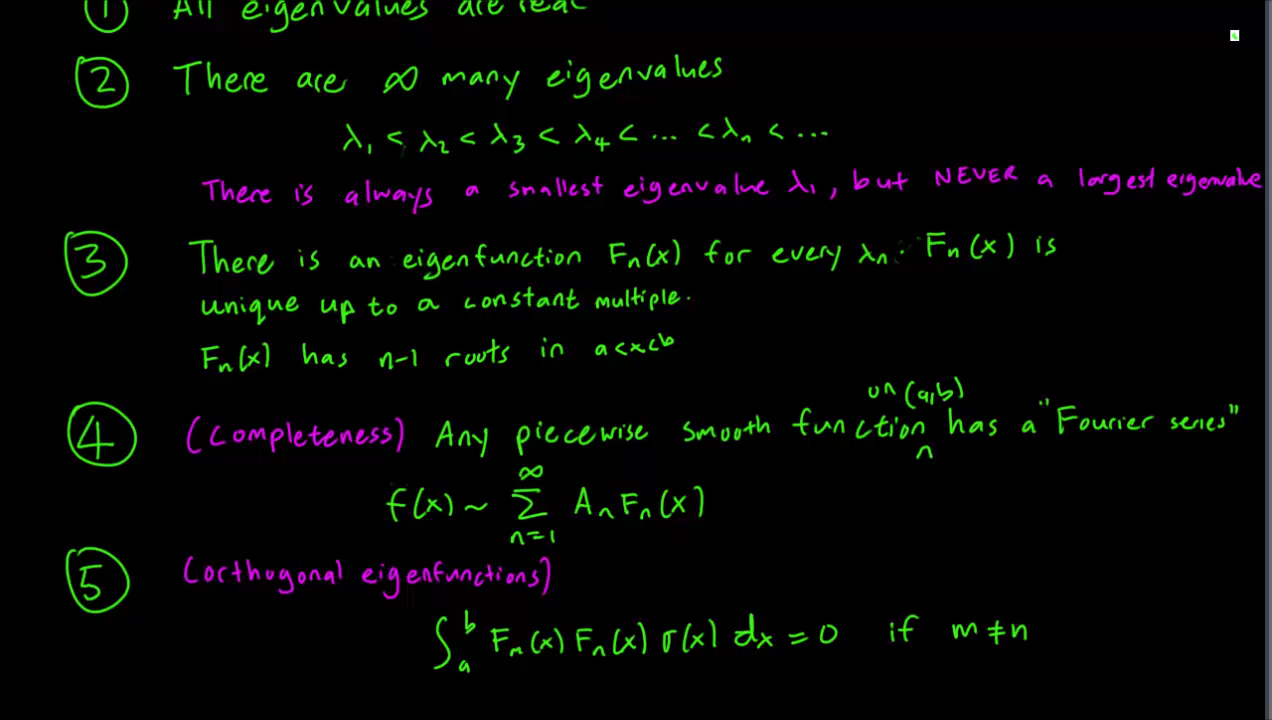 ① All eigenvalues are real
② There are ∞ many eigenvalues
λ₁ < λ₂ < λ₃ < λ₄ < ... < λₙ < ...
There is always a smallest eigenvalue λ₁, but NEVER a largest eigenvalue
③ There is an eigenfunction Fₙ(x) for every λₙ. Fₙ(x) is
unique up to a constant multiple.
Fₙ(x) has n-1 roots in a<x<b
④ (Completeness) Any piecewise smooth function on (a,b) has a "Fourier series"
f(x) ~ ∑_{n=1}^{∞} Aₙ Fₙ(x)
⑤ (orthogonal eigenfunctions)
∫_a^b Fₘ(x) Fₙ(x) σ(x) dx = 0 if m ≠ n